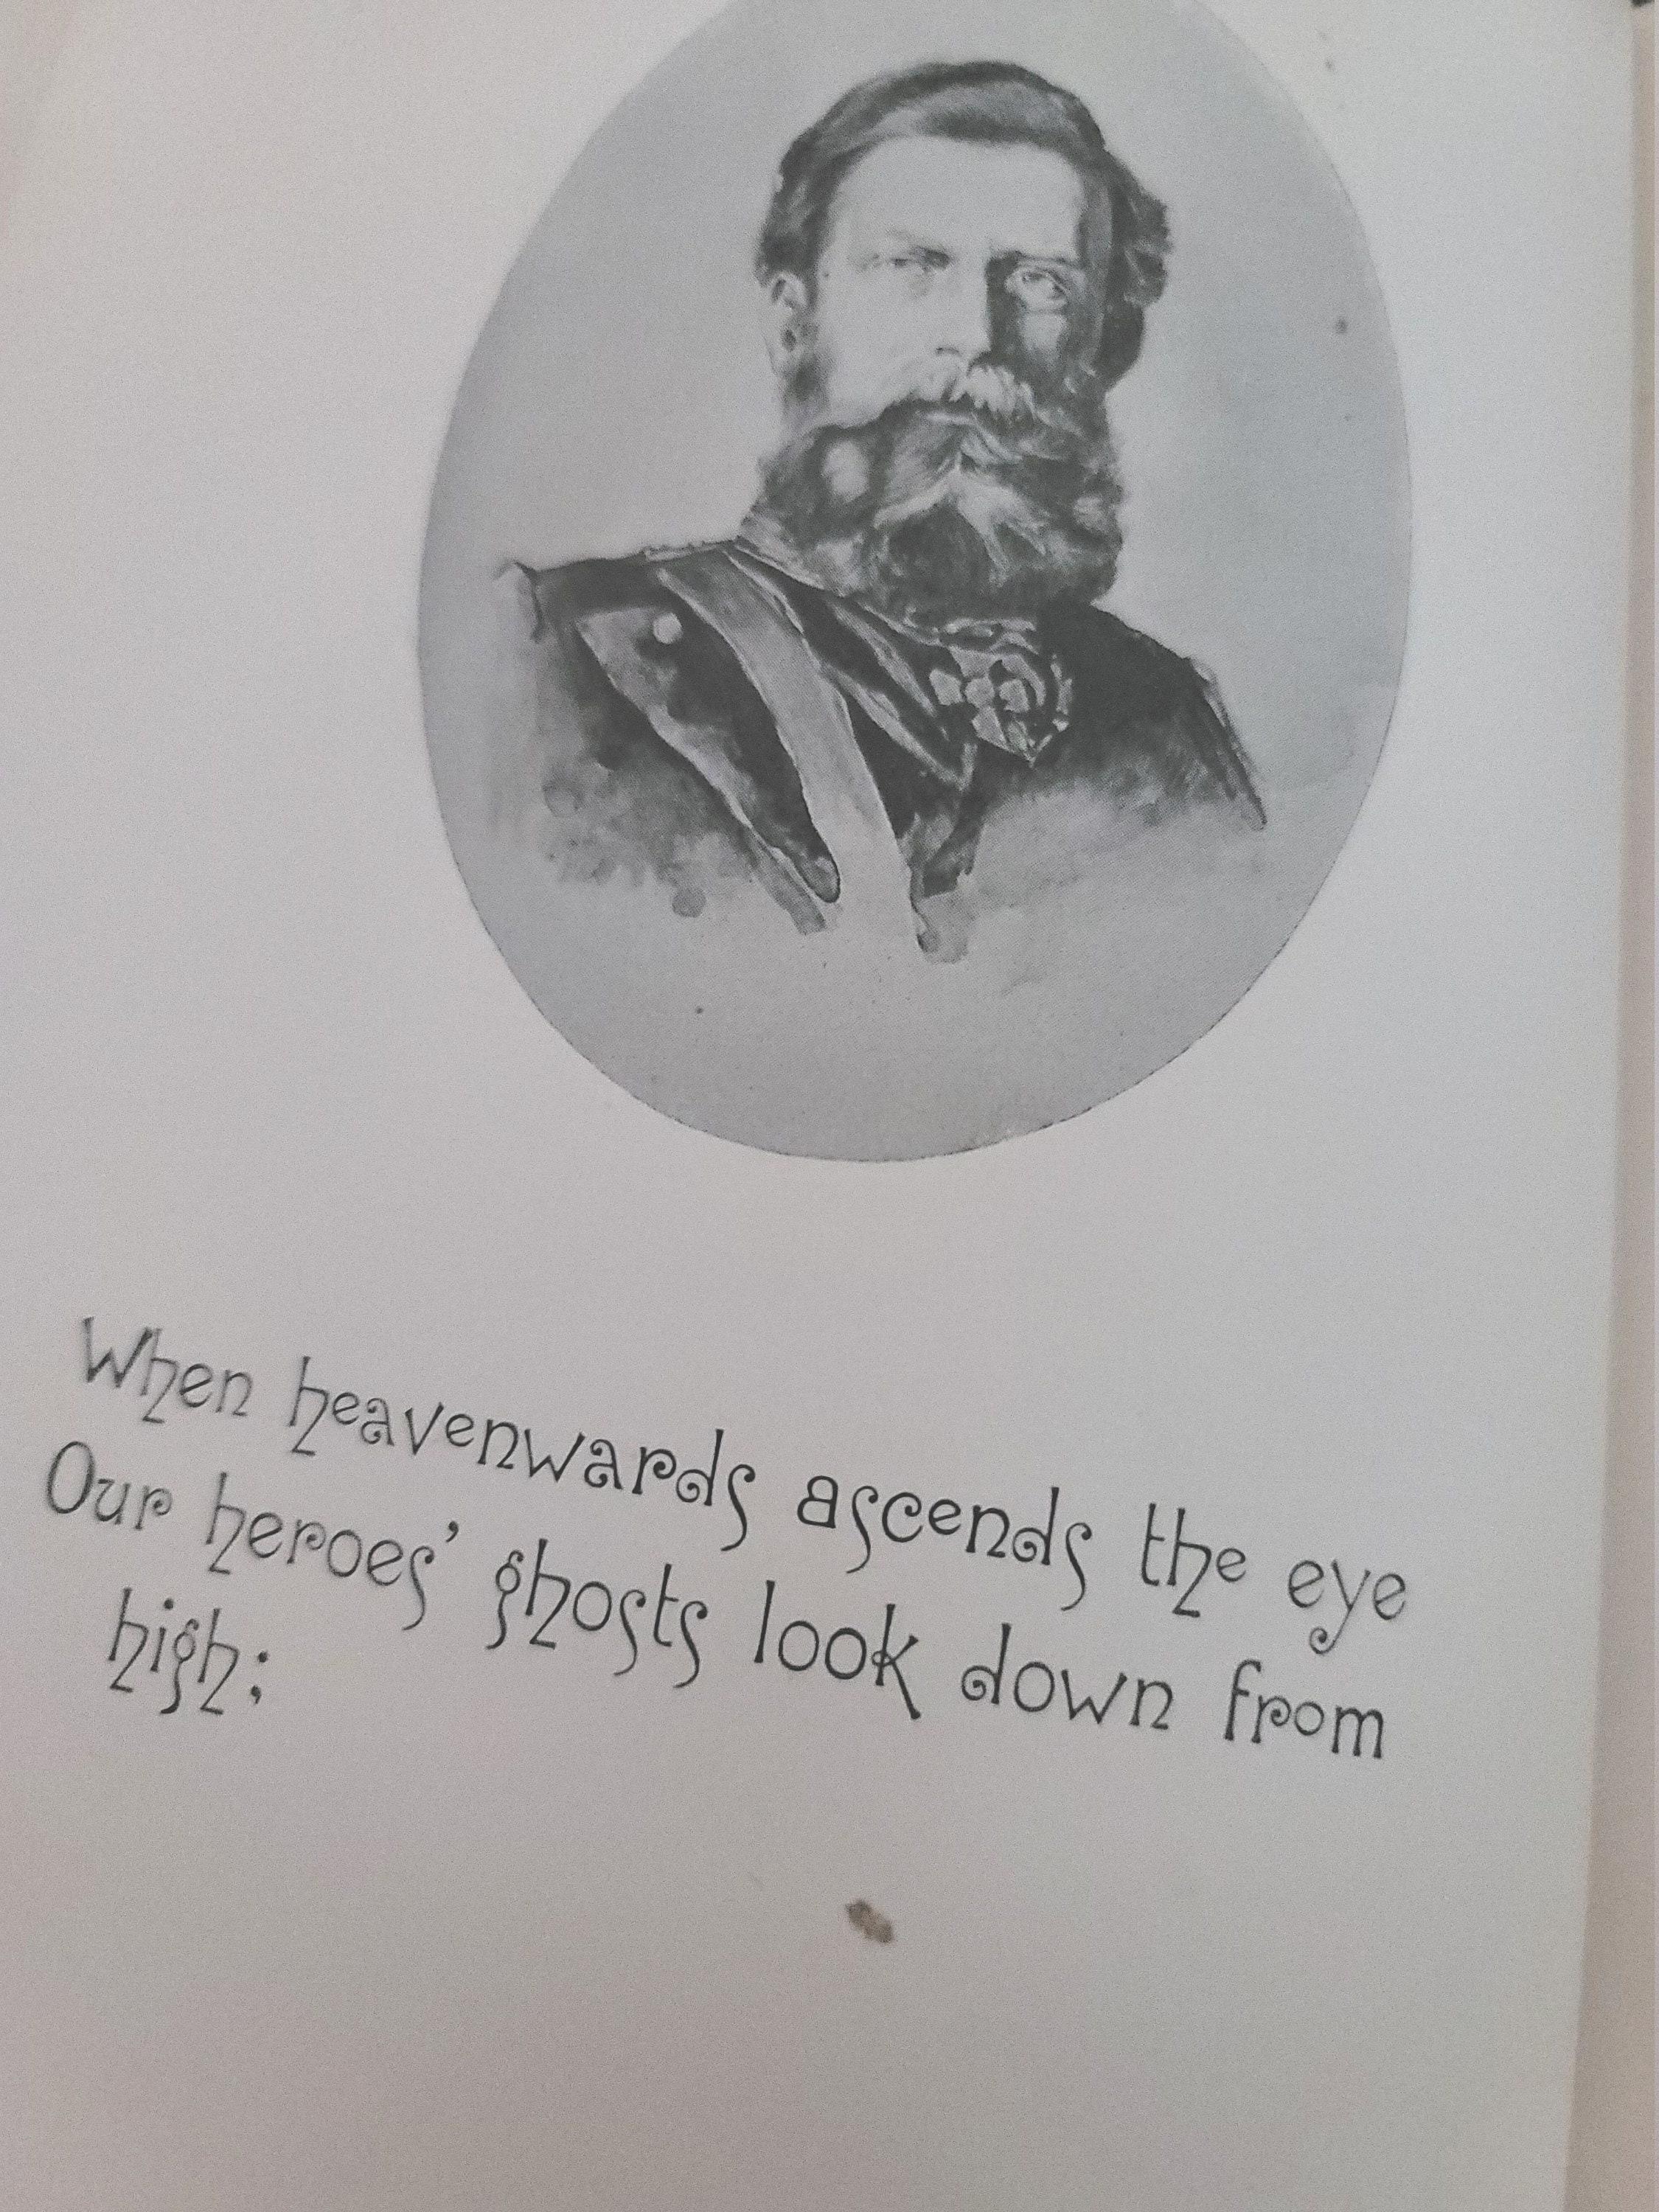 When heavenwards ascends the eye
Our heroes' ghosts look down from
high;